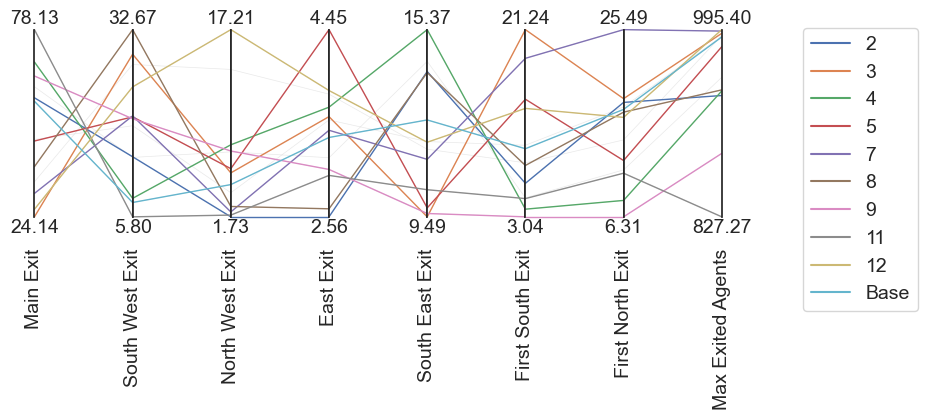 78.13 32.67 17.21 4.45 15.37 21.24 25.49 995.40
24.14 5.80 1.73 2.56 9.49 3.04 6.31 827.27
Main Exit
South West Exit
North West Exit
East Exit
South East Exit
First South Exit
First North Exit
Max Exited Agents
2
3
4
5
7
8
9
11
12
Base